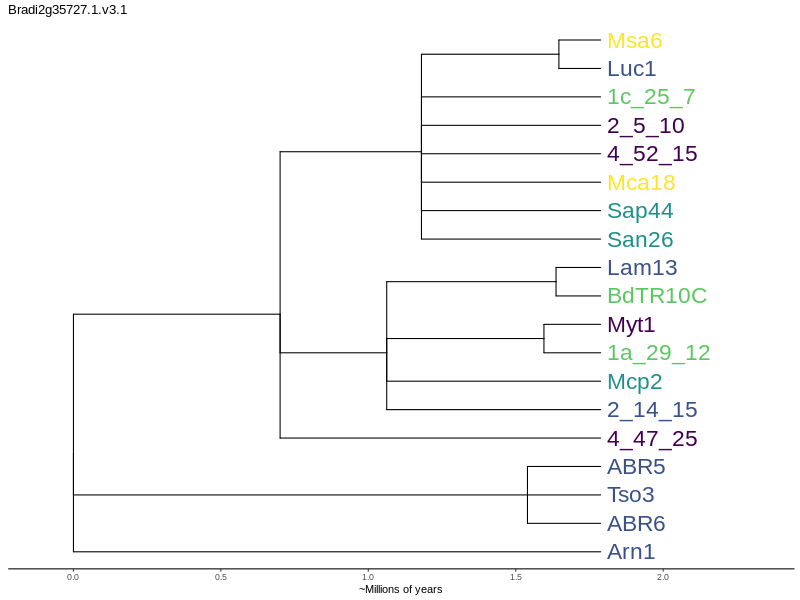 Bradi2g35727.1.v3.1
Msa6
Luc1
1c_25_7
2_5_10
4_52_15
Mca18
Sap44
San26
Lam13
BdTR10C
Myt1
1a_29_12
Mcp2
2_14_15
4_47_25
ABR5
Tso3
ABR6
Arn1
0.0 0.5 1.0 1.5 2.0
~Millions of years